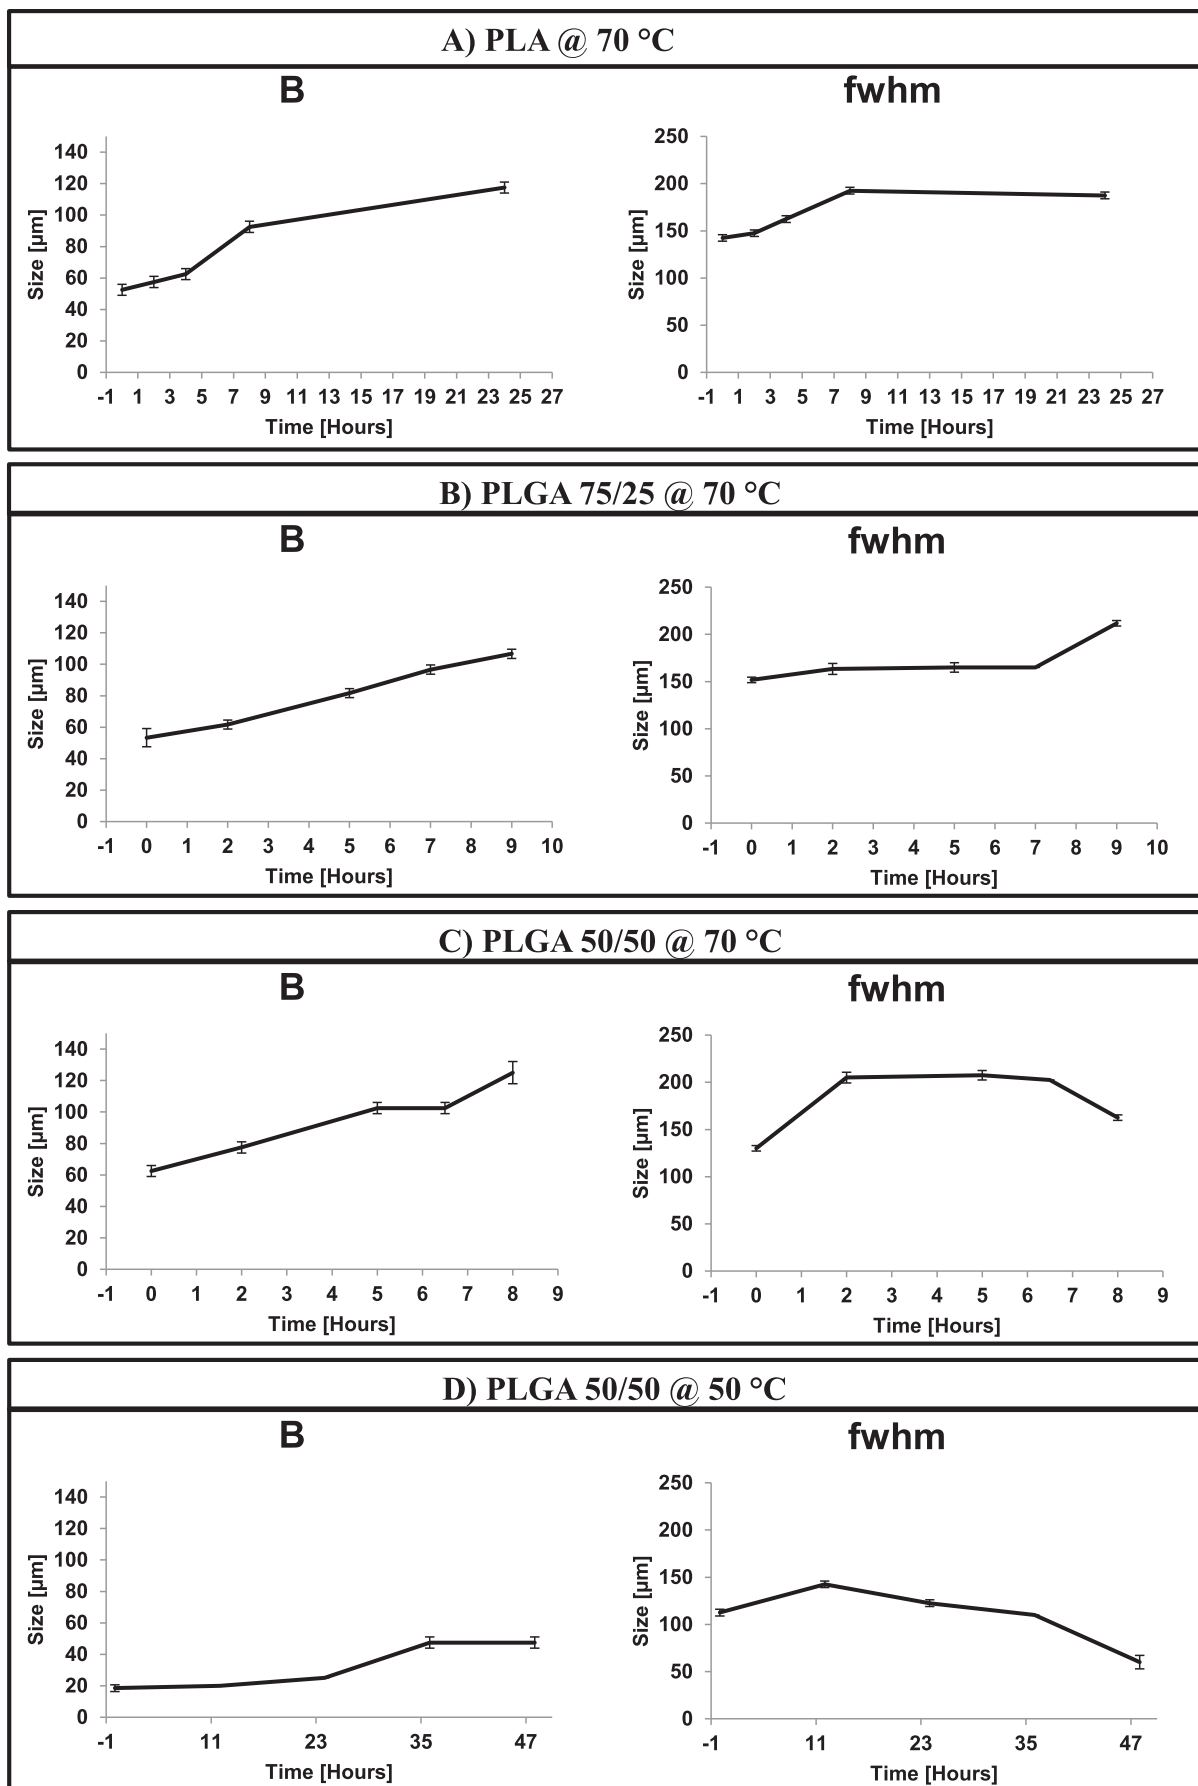 A) PLA @ 70 °C
B
fwhm
Size [µm]
140
120
100
80
60
40
20
0
-1 1 3 5 7 9 11 13 15 17 19 21 23 25 27
Time [Hours]
Size [µm]
250
200
150
100
50
0
-1 1 3 5 7 9 11 13 15 17 19 21 23 25 27
Time [Hours]
B) PLGA 75/25 @ 70 °C
B
fwhm
Size [µm]
140
120
100
80
60
40
20
0
-1 0 1 2 3 4 5 6 7 8 9 10
Time [Hours]
Size [µm]
250
200
150
100
50
0
-1 0 1 2 3 4 5 6 7 8 9 10
Time [Hours]
C) PLGA 50/50 @ 70 °C
B
fwhm
Size [µm]
140
120
100
80
60
40
20
0
-1 0 1 2 3 4 5 6 7 8 9
Time [Hours]
Size [µm]
250
200
150
100
50
0
-1 0 1 2 3 4 5 6 7 8 9
Time [Hours]
D) PLGA 50/50 @ 50 °C
B
fwhm
Size [µm]
140
120
100
80
60
40
20
0
-1 11 23 35 47
Time [Hours]
Size [µm]
250
200
150
100
50
0
-1 11 23 35 47
Time [Hours]